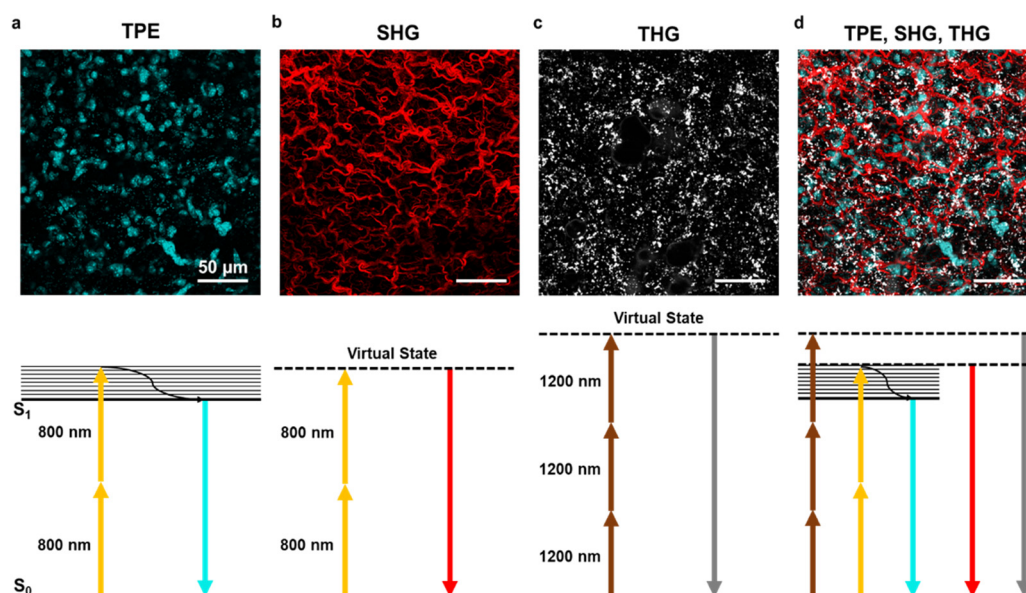 a
TPE
b
SHG
c
THG
d
TPE, SHG, THG
50 μm
Virtual State
Virtual State
S1
800 nm
800 nm
S0
800 nm
800 nm
1200 nm
1200 nm
1200 nm